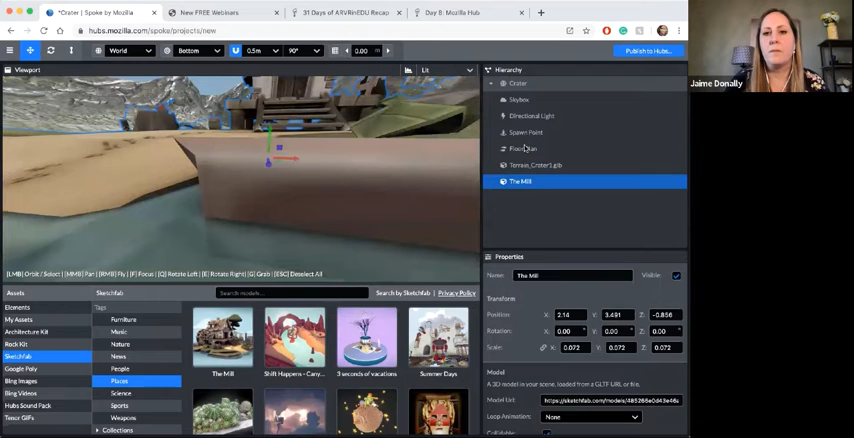 *Crater | Spoke by Mozilla
New FREE Webinars
31 Days of ARVRinEDU Recap
Day 8: Mozilla Hub
hubs.mozilla.com/spoke/projects/new
World
Bottom
0.5m
90°
0.00
m
Publish to Hubs...
Viewport
Lit
Hierarchy
Crater
Skybox
Directional Light
Spawn Point
Floor Plan
Terrain_Crater1.glb
The Mill
[LMB] Orbit / Select | [MMB] Pan | [RMB] Fly | [F] Focus | [Q] Rotate Left | [E] Rotate Right | [G] Grab | [ESC] Deselect All
Properties
Name:
The Mill
Visible:
Transform
Position:
X:
2.14
Y:
3.491
Z:
-0.856
Rotation:
X:
0.00
°
Y:
0.00
°
Z:
0.00
°
Scale:
X:
0.072
Y:
0.072
Z:
0.072
Model
A 3D model in your scene, loaded from a GLTF URL or file.
Model Url:
https://sketchfab.com/models/485266e0d43e46a
Loop Animation:
None
Collidable:
Assets
Elements
My Assets
Architecture Kit
Rock Kit
Sketchfab
Google Poly
Bing Images
Bing Videos
Hubs Sound Pack
Tenor GIFs
Sketchfab
Tags
Furniture
Music
Nature
News
People
Places
Science
Sports
Weapons
Collections
Search models...
Search by Sketchfab | Privacy Policy
The Mill
Shift Happens - Cany...
3 seconds of vacations
Summer Days
Jaime Donally